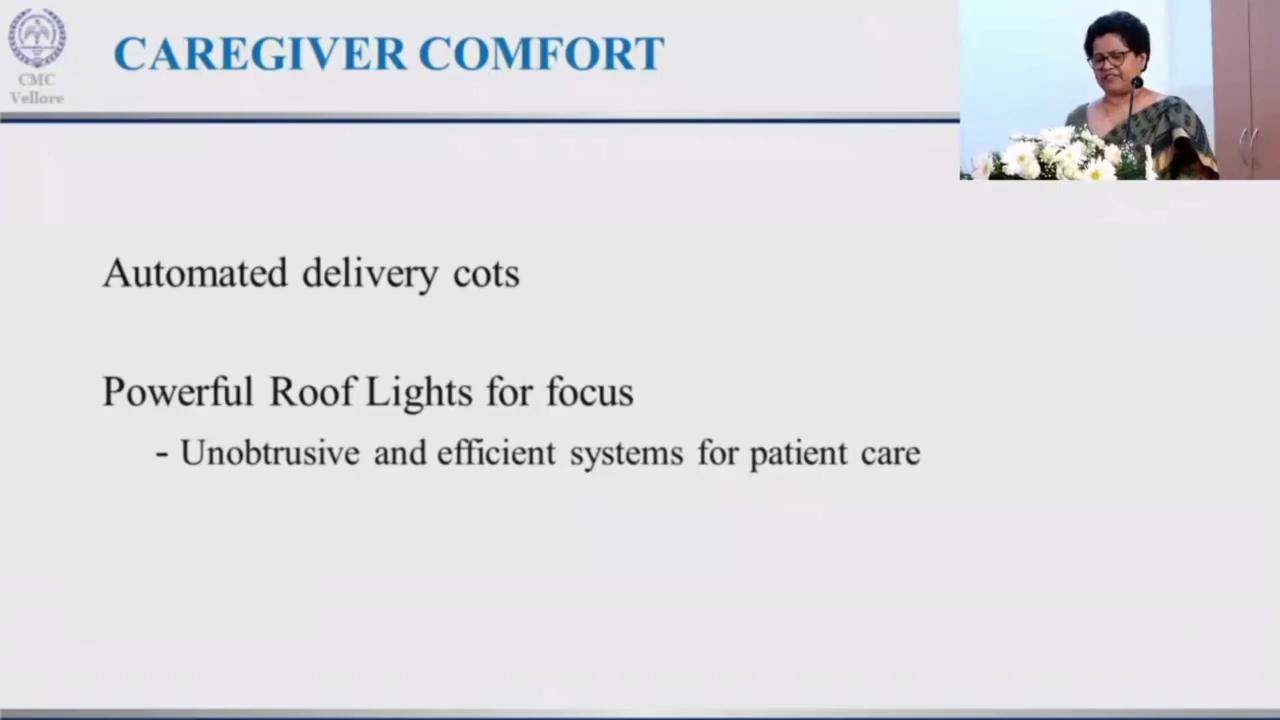 CMC
Vellore
CAREGIVER COMFORT
Automated delivery cots
Powerful Roof Lights for focus
- Unobtrusive and efficient systems for patient care